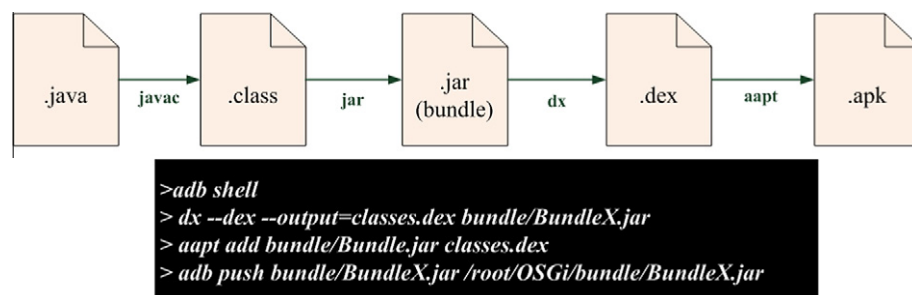 .java
javac
.class
jar
.jar
(bundle)
dx
.dex
aapt
.apk
>adb shell
> dx --dex --output=classes.dex bundle/BundleX.jar
> aapt add bundle/Bundle.jar classes.dex
> adb push bundle/BundleX.jar /root/OSGi/bundle/BundleX.jar